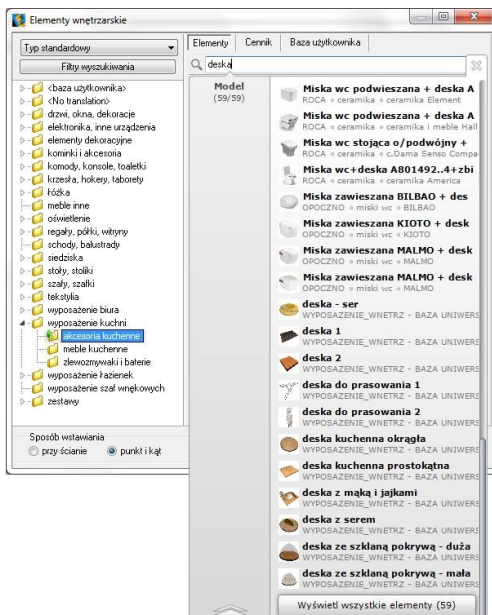 Elementy wnętrzarskie
Typ standardowy
Filtry wyszukiwania
<baza użytkownika>
<No translation>
drzwi, okna, dekoracje
elektronika, inne urządzenia
elementy dekoracyjne
kominki i akcesoria
komody, konsole, toaletki
krzesła, hokery, taborety
łóżka
meble inne
oświetlenie
regały, półki, witryny
schody, balustrady
siedziska
stoły, stoliki
szafy, szafki
tekstylia
wyposażenie biura
wyposażenie kuchni
akcesoria kuchenne
meble kuchenne
zlewozmywaki i baterie
wyposażenie łazienek
wyposażenie szaf wnękowych
zestawy
Sposób wstawiania
przy ścianie punkt i kąt
Elementy Cennik Baza użytkownika
deska
Model
(59/59)
Miska wc podwieszana + deska A
ROCA » ceramika » ceramika Element
Miska wc podwieszana + deska A
ROCA » ceramika » ceramika i meble Hall
Miska wc stojąca o/podwójny +
ROCA » ceramika » c.Dama Senso Compa
Miska wc+deska A801492..4+zbi
ROCA » ceramika » ceramika America
Miska zawieszana BILBAO + des
OPOCZNO » miski wc » BILBAO
Miska zawieszana KIOTO + desk
OPOCZNO » miski wc » KIOTO
Miska zawieszana MALMO + desk
OPOCZNO » miski wc » MALMO
Miska zawieszana MALMO + desk
OPOCZNO » miski wc » MALMO
deska - ser
WYPOSAZENIE_WNETRZ - BAZA UNIWERS
deska 1
WYPOSAZENIE_WNETRZ - BAZA UNIWERS
deska 2
WYPOSAZENIE_WNETRZ - BAZA UNIWERS
deska do prasowania 1
WYPOSAZENIE_WNETRZ - BAZA UNIWERS
deska do prasowania 2
WYPOSAZENIE_WNETRZ - BAZA UNIWERS
deska kuchenna okrągła
WYPOSAZENIE_WNETRZ - BAZA UNIWERS
deska kuchenna prostokątna
WYPOSAZENIE_WNETRZ - BAZA UNIWERS
deska z mąką i jajkami
WYPOSAZENIE_WNETRZ - BAZA UNIWERS
deska z serem
WYPOSAZENIE_WNETRZ - BAZA UNIWERS
deska ze szklaną pokrywą - duża
WYPOSAZENIE_WNETRZ - BAZA UNIWERS
deska ze szklaną pokrywą - mała
WYPOSAZENIE_WNETRZ - BAZA UNIWERS
Wyświetl wszystkie elementy (59)